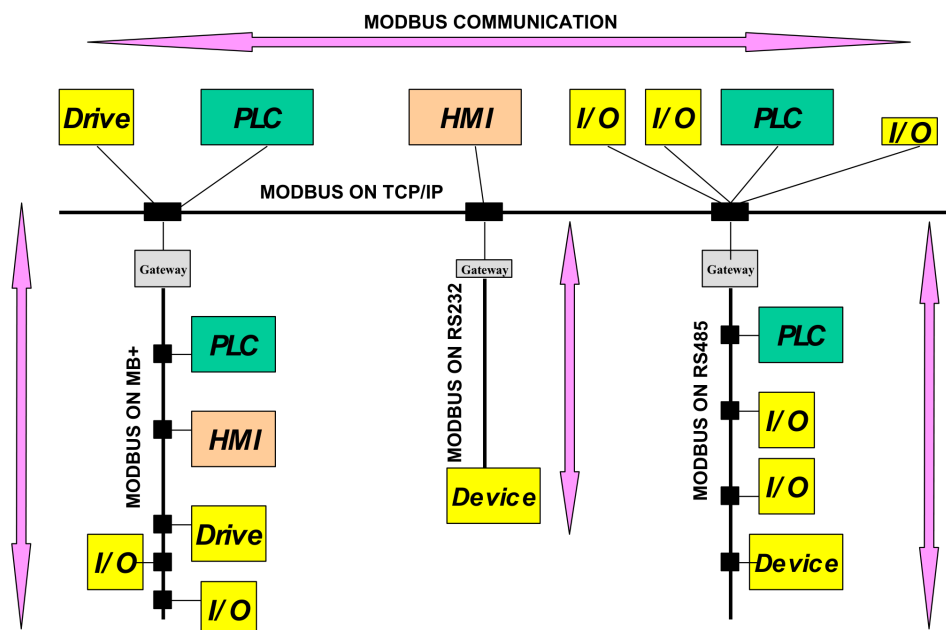 MODBUS COMMUNICATION
Drive
PLC
HMI
I/O
I/O
PLC
I/O
MODBUS ON TCP/IP
Gateway
Gateway
Gateway
MODBUS ON MB+
PLC
HMI
Drive
I/O
I/O
MODBUS ON RS232
Device
MODBUS ON RS485
PLC
I/O
I/O
Device